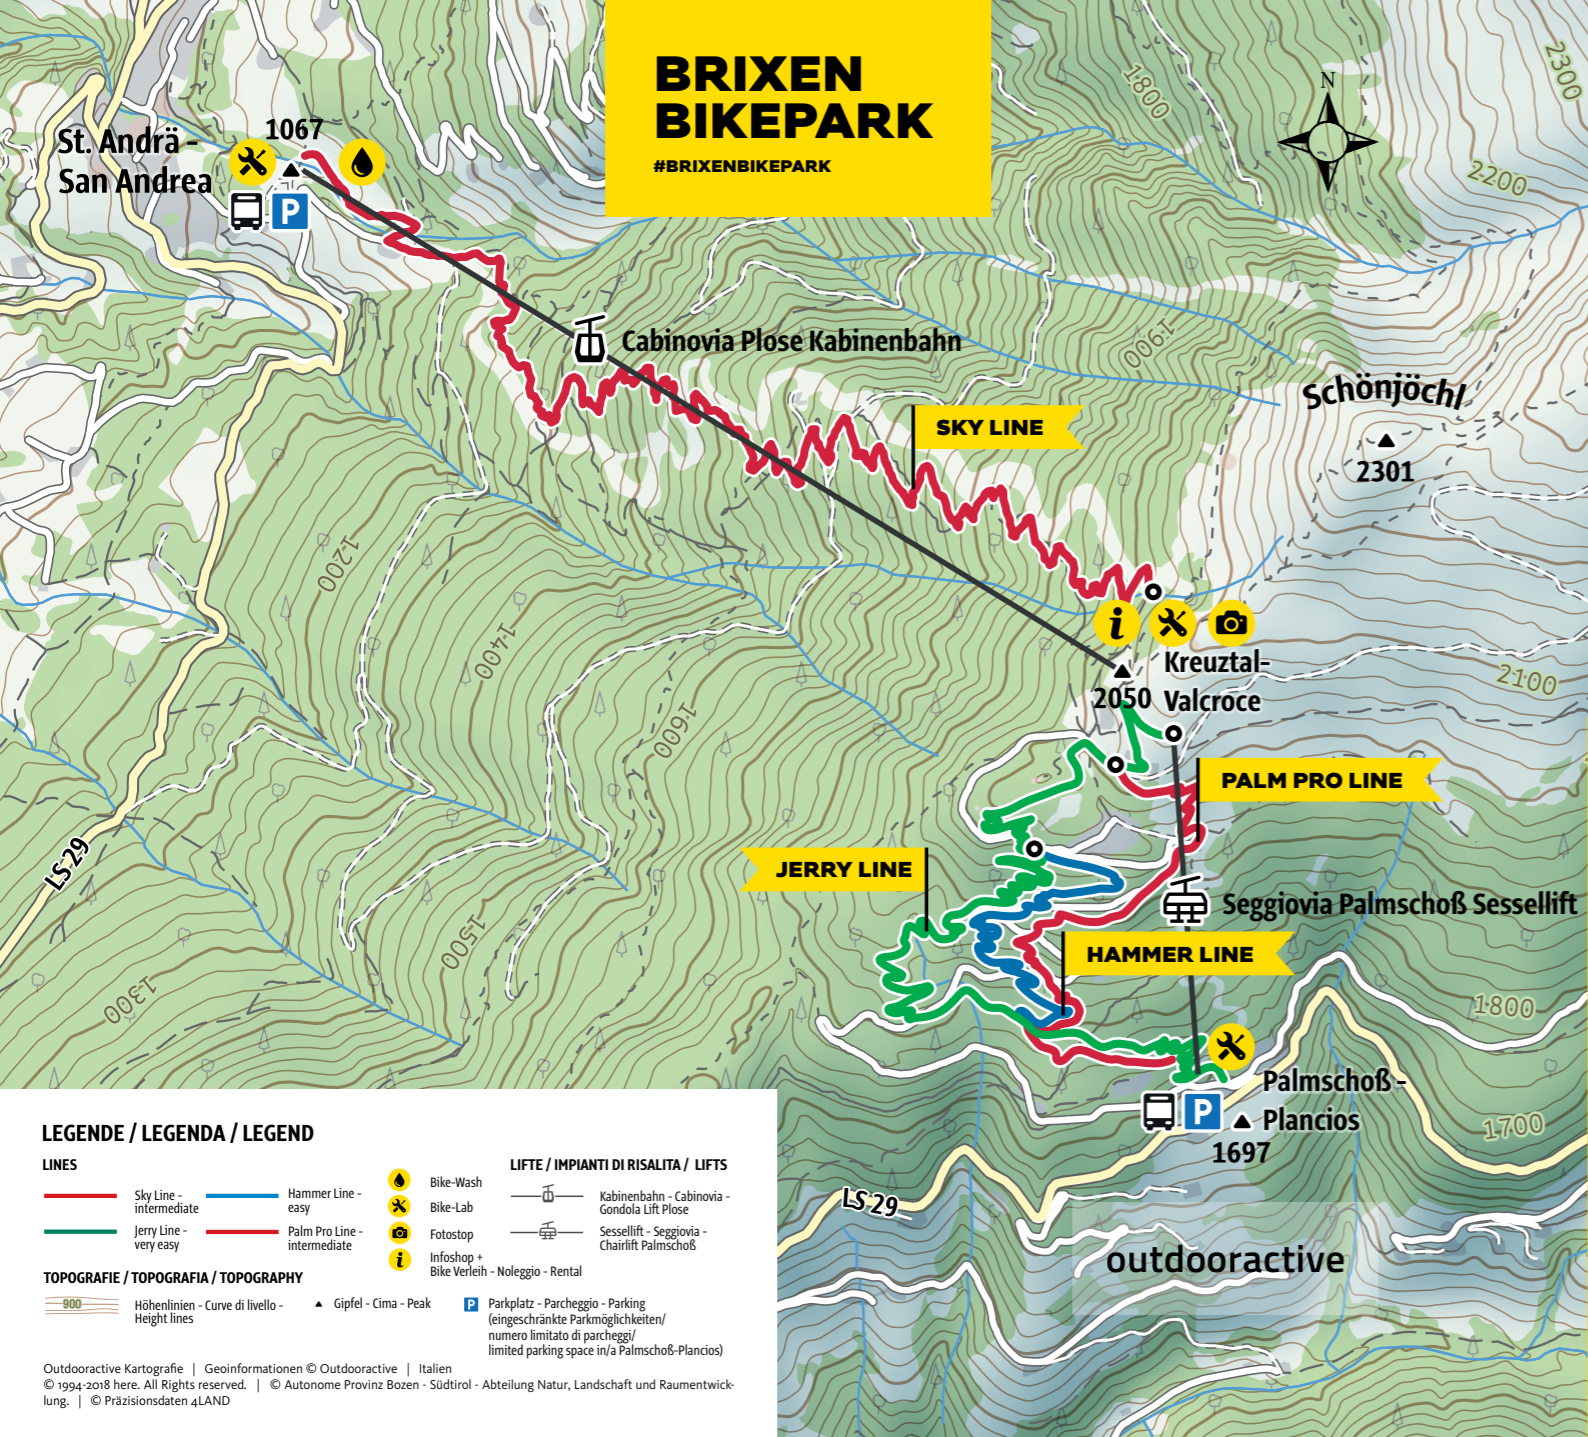 BRIXEN
BIKEPARK
#BRIXENBIKEPARK
N
1800
2300
2200
St. Andrä -
San Andrea
1067
P
Cabinovia Plose Kabinenbahn
1900
Schönjöchl
2301
SKY LINE
1200
1400
1600
i
Kreuztal-
Valcroce
2050
2100
PALM PRO LINE
LS 29
JERRY LINE
Seggiovia Palmschoß Sessellift
1500
HAMMER LINE
1300
1800
Palmschoß -
Plancios
P
1697
1700
LS 29
outdooractive
LEGENDE / LEGENDA / LEGEND
LINES
Sky Line -
intermediate
Hammer Line -
easy
Jerry Line -
very easy
Palm Pro Line -
intermediate
Bike-Wash
Bike-Lab
Fotostop
i
Infoshop +
Bike Verleih - Noleggio - Rental
LIFTE / IMPIANTI DI RISALITA / LIFTS
Kabinenbahn - Cabinovia -
Gondola Lift Plose
Sessellift - Seggiovia -
Chairlift Palmschoß
TOPOGRAFIE / TOPOGRAFIA / TOPOGRAPHY
900
Höhenlinien - Curve di livello -
Height lines
Gipfel - Cima - Peak
P
Parkplatz - Parcheggio - Parking
(eingeschränkte Parkmöglichkeiten/
numero limitato di parcheggi/
limited parking space in/a Palmschoß-Plancios)
Outdooractive Kartografie | Geoinformationen © Outdooractive | Italien
© 1994-2018 here. All Rights reserved. | © Autonome Provinz Bozen - Südtirol - Abteilung Natur, Landschaft und Raumentwick-
lung. | © Präzisionsdaten 4LAND